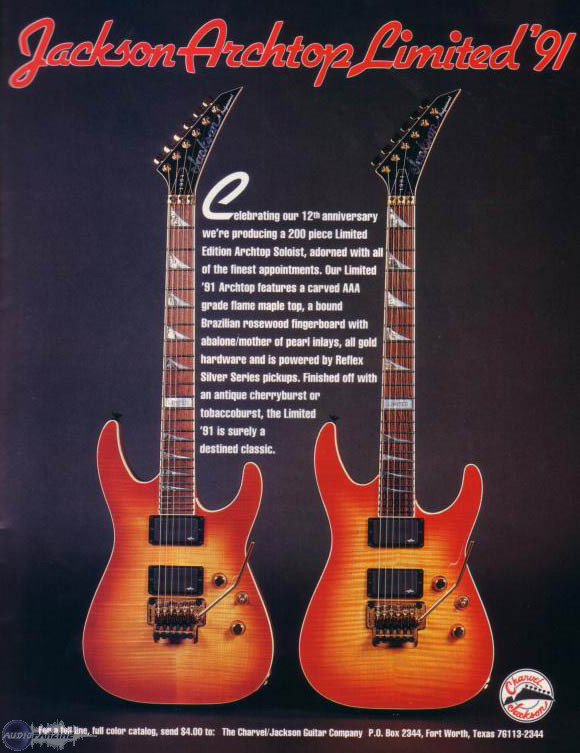 Jackson Archtop Limited '91
Jackson
Jackson
Celebrating our 12th anniversary
we're producing a 200 piece Limited
Edition Archtop Soloist, adorned with all
of the finest appointments. Our Limited
'91 Archtop features a carved AAA
grade flame maple top, a bound
Brazilian rosewood fingerboard with
abalone/mother of pearl inlays, all gold
hardware and is powered by Reflex
Silver Series pickups. Finished off with
an antique cherryburst or
tobaccoburst, the Limited
'91 is surely a
destined classic.
LIMITED
Charvel
Jackson
For a full line, full color catalog, send $4.00 to: The Charvel/Jackson Guitar Company P.O. Box 2344, Fort Worth, Texas 76113-2344
AUDIOFANZINE